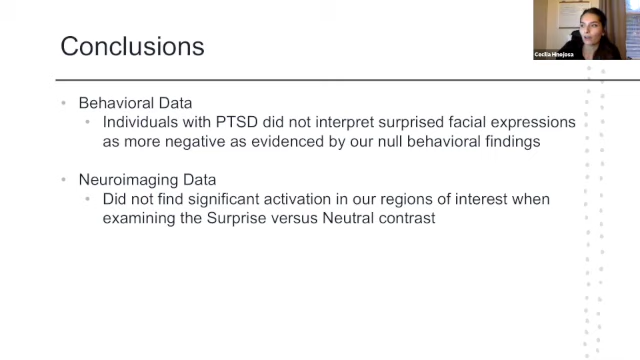 Conclusions
Cecilia Hinojosa
• Behavioral Data
• Individuals with PTSD did not interpret surprised facial expressions
as more negative as evidenced by our null behavioral findings
• Neuroimaging Data
• Did not find significant activation in our regions of interest when
examining the Surprise versus Neutral contrast